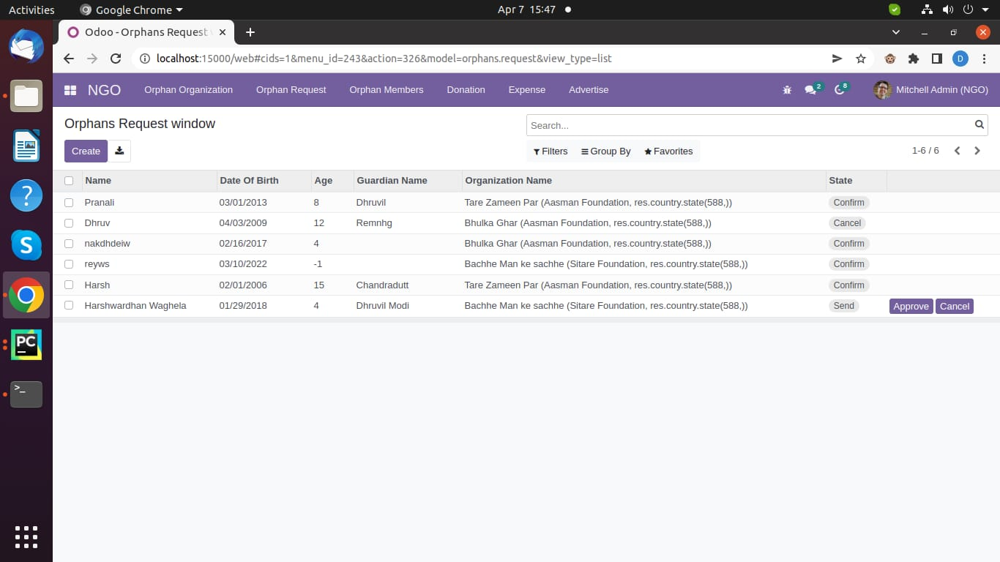 Activities Google Chrome Apr 7 15:47
Odoo - Orphans Request
localhost:15000/web#cids=1&menu_id=243&action=326&model=orphans.request&view_type=list D
NGO Orphan Organization Orphan Request Orphan Members Donation Expense Advertise 2 8 Mitchell Admin (NGO)
Orphans Request window Search...
Create Filters Group By Favorites 1-6 / 6
Name Date Of Birth Age Guardian Name Organization Name State
Pranali 03/01/2013 8 Dhruvil Tare Zameen Par (Aasman Foundation, res.country.state(588,)) Confirm
Dhruv 04/03/2009 12 Remnhg Bhulka Ghar (Aasman Foundation, res.country.state(588,)) Cancel
nakdhdeiw 02/16/2017 4 Bhulka Ghar (Aasman Foundation, res.country.state(588,)) Confirm
reyws 03/10/2022 -1 Bachhe Man ke sachhe (Sitare Foundation, res.country.state(588,)) Confirm
Harsh 02/01/2006 15 Chandradutt Tare Zameen Par (Aasman Foundation, res.country.state(588,)) Confirm
Harshwardhan Waghela 01/29/2018 4 Dhruvil Modi Bachhe Man ke sachhe (Sitare Foundation, res.country.state(588,)) Send Approve Cancel
?
S
PC
>_